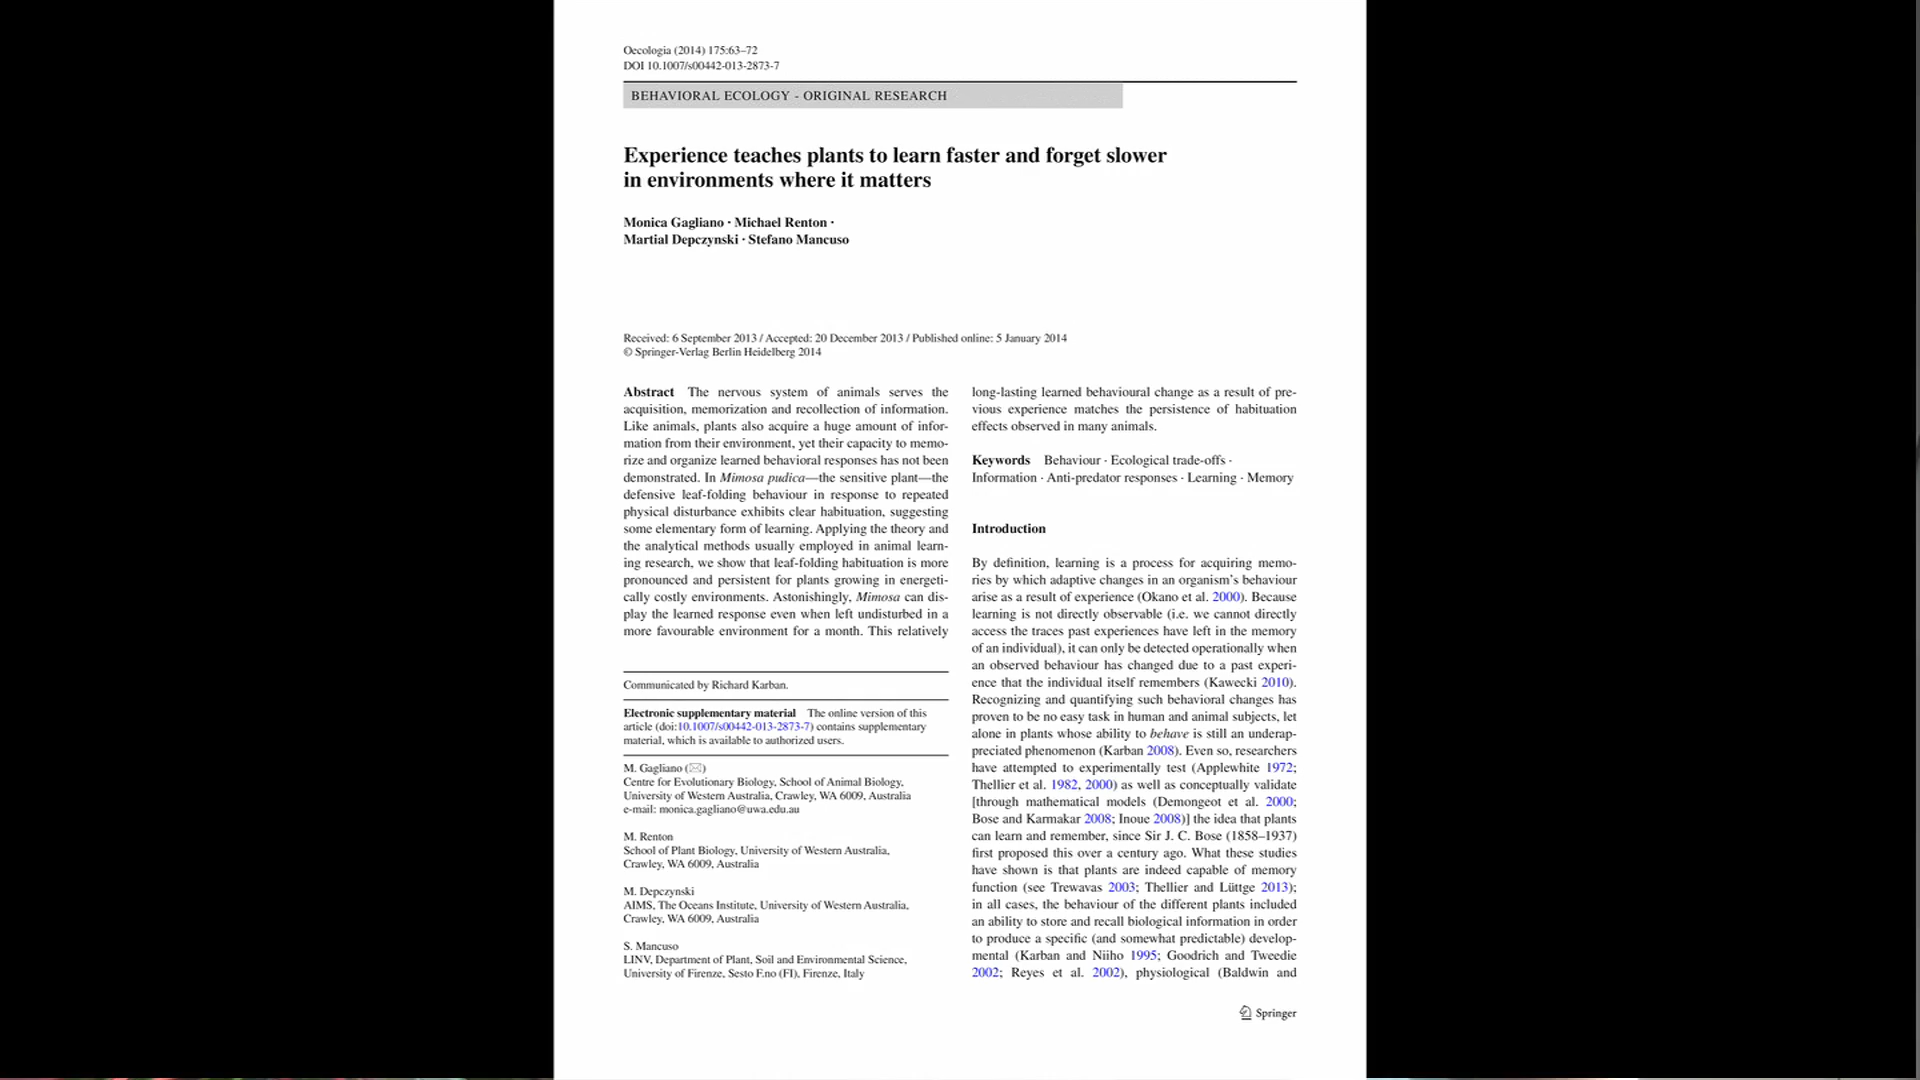 Oecologia (2014) 175:63–72
DOI 10.1007/s00442-013-2873-7
BEHAVIORAL ECOLOGY - ORIGINAL RESEARCH
Experience teaches plants to learn faster and forget slower
in environments where it matters
Monica Gagliano · Michael Renton ·
Martial Depczynski · Stefano Mancuso
Received: 6 September 2013 / Accepted: 20 December 2013 / Published online: 5 January 2014
© Springer-Verlag Berlin Heidelberg 2014
Abstract The nervous system of animals serves the
acquisition, memorization and recollection of information.
Like animals, plants also acquire a huge amount of infor-
mation from their environment, yet their capacity to memo-
rize and organize learned behavioral responses has not been
demonstrated. In Mimosa pudica—the sensitive plant—the
defensive leaf-folding behaviour in response to repeated
physical disturbance exhibits clear habituation, suggesting
some elementary form of learning. Applying the theory and
the analytical methods usually employed in animal learn-
ing research, we show that leaf-folding habituation is more
pronounced and persistent for plants growing in energeti-
cally costly environments. Astonishingly, Mimosa can dis-
play the learned response even when left undisturbed in a
more favourable environment for a month. This relatively
Communicated by Richard Karban.
Electronic supplementary material The online version of this
article (doi:10.1007/s00442-013-2873-7) contains supplementary
material, which is available to authorized users.
M. Gagliano (✉)
Centre for Evolutionary Biology, School of Animal Biology,
University of Western Australia, Crawley, WA 6009, Australia
e-mail: monica.gagliano@uwa.edu.au
M. Renton
School of Plant Biology, University of Western Australia,
Crawley, WA 6009, Australia
M. Depczynski
AIMS, The Oceans Institute, University of Western Australia,
Crawley, WA 6009, Australia
S. Mancuso
LINV, Department of Plant, Soil and Environmental Science,
University of Firenze, Sesto F.no (FI), Firenze, Italy
long-lasting learned behavioural change as a result of pre-
vious experience matches the persistence of habituation
effects observed in many animals.
Keywords Behaviour · Ecological trade-offs ·
Information · Anti-predator responses · Learning · Memory
Introduction
By definition, learning is a process for acquiring memo-
ries by which adaptive changes in an organism's behaviour
arise as a result of experience (Okano et al. 2000). Because
learning is not directly observable (i.e. we cannot directly
access the traces past experiences have left in the memory
of an individual), it can only be detected operationally when
an observed behaviour has changed due to a past experi-
ence that the individual itself remembers (Kawecki 2010).
Recognizing and quantifying such behavioral changes has
proven to be no easy task in human and animal subjects, let
alone in plants whose ability to behave is still an underap-
preciated phenomenon (Karban 2008). Even so, researchers
have attempted to experimentally test (Applewhite 1972;
Thellier et al. 1982, 2000) as well as conceptually validate
[through mathematical models (Demongeot et al. 2000;
Bose and Karmakar 2008; Inoue 2008)] the idea that plants
can learn and remember, since Sir J. C. Bose (1858–1937)
first proposed this over a century ago. What these studies
have shown is that plants are indeed capable of memory
function (see Trewavas 2003; Thellier and Lüttge 2013);
in all cases, the behaviour of the different plants included
an ability to store and recall biological information in order
to produce a specific (and somewhat predictable) develop-
mental (Karban and Niiho 1995; Goodrich and Tweedie
2002; Reyes et al. 2002), physiological (Baldwin and
Springer